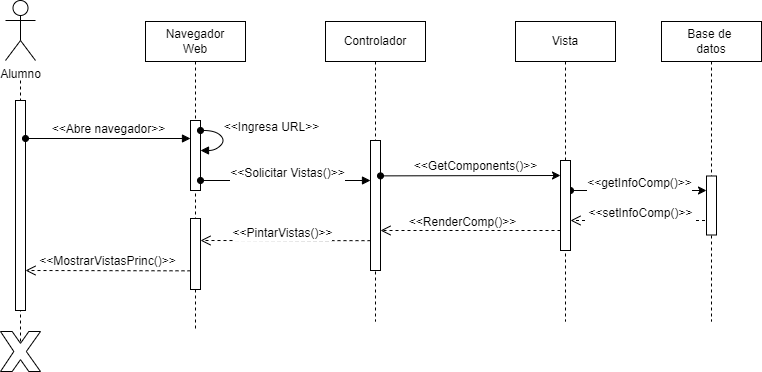 Alumno
Navegador
Web
Controlador
Vista
Base de
datos
<<Abre navegador>>
<<Ingresa URL>>
<<Solicitar Vistas()>>
<<GetComponents()>>
<<getInfoComp()>>
<<setInfoComp()>>
<<RenderComp()>>
<<PintarVistas()>>
<<MostrarVistasPrinc()>>